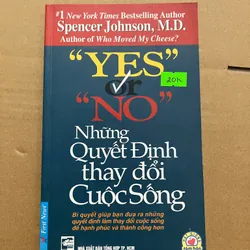 #1 New York Times Bestselling Author
Spencer Johnson, M.D.
Author of Who Moved My Cheese?
"YES"
or
20k
"NO"
Những
Quyết Định
thay đổi
Cuộc Sống
Bí quyết giúp bạn đưa ra những
quyết định làm thay đổi cuộc sống
để hạnh phúc và thành công hơn
First News
NHÀ XUẤT BẢN TỔNG HỢP TP. HCM